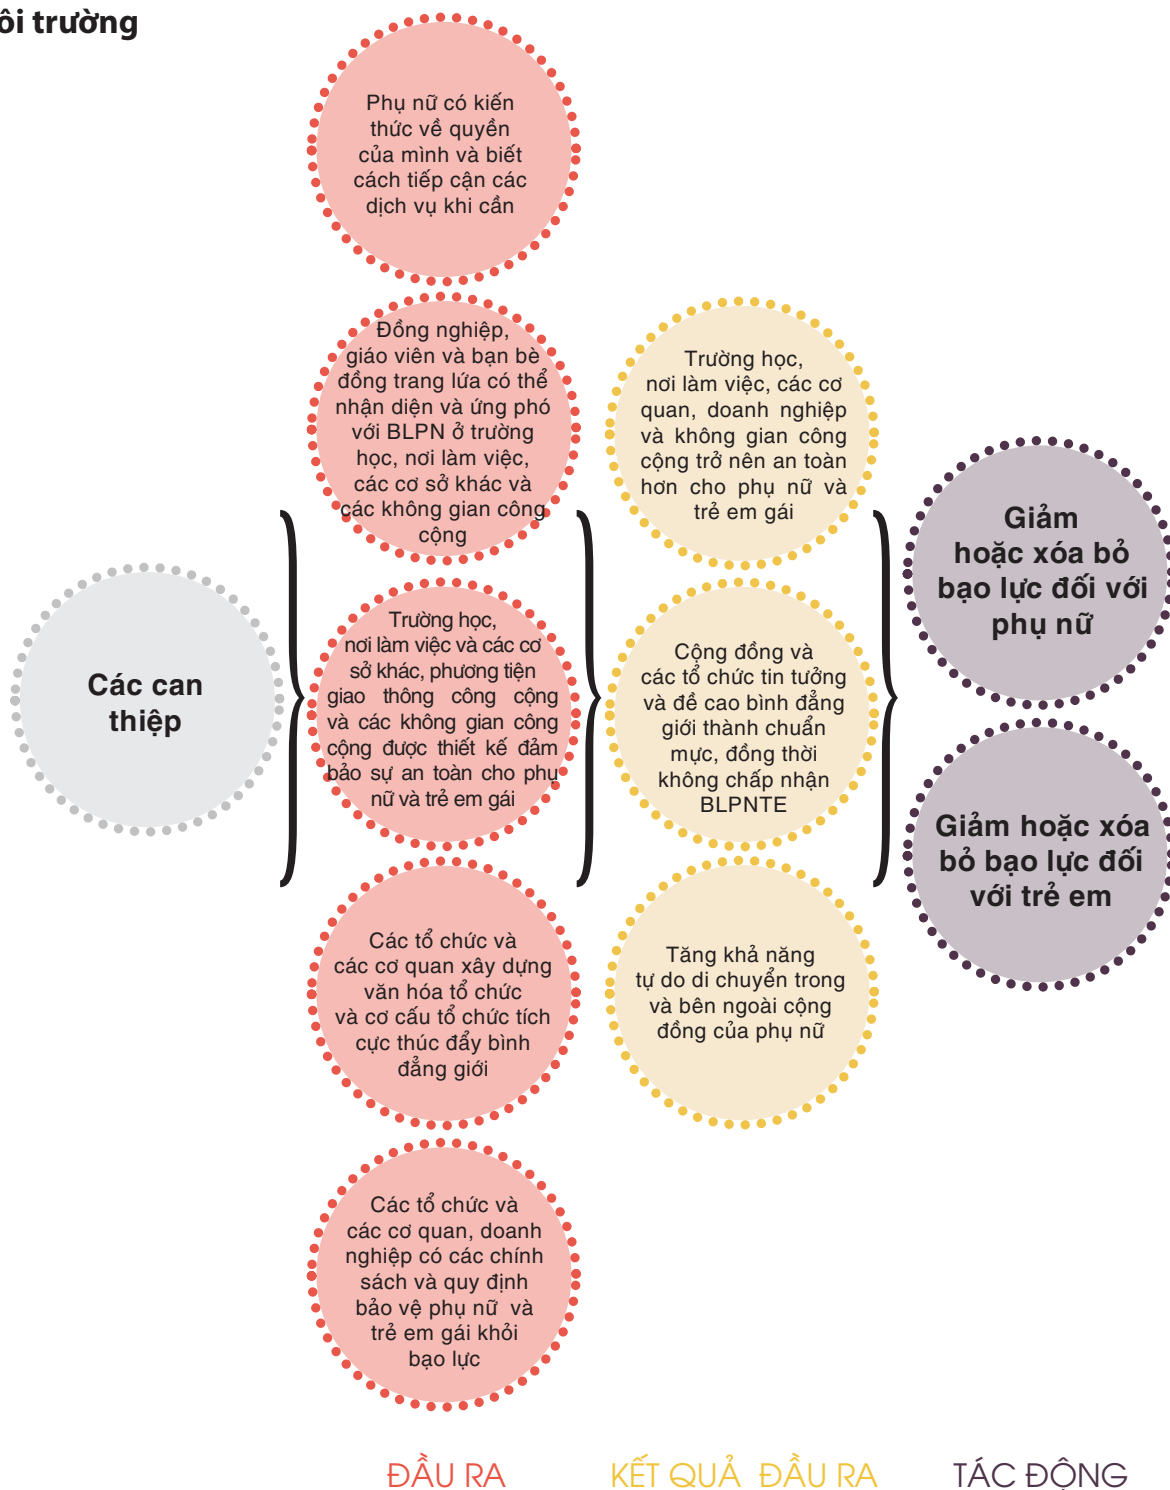 ôi trường
Phụ nữ có kiến
thức về quyền
của mình và biết
cách tiếp cận các
dịch vụ khi cần
Đồng nghiệp,
giáo viên và bạn bè
đồng trang lứa có thể
nhận diện và ứng phó
với BLPN ở trường
học, nơi làm việc,
các cơ sở khác và
các không gian công
cộng
Trường học,
nơi làm việc, các cơ
quan, doanh nghiệp
và không gian công
cộng trở nên an toàn
hơn cho phụ nữ và
trẻ em gái
Giảm
hoặc xóa bỏ
bạo lực đối với
phụ nữ
Các can
thiệp
Trường học,
nơi làm việc và các cơ
sở khác, phương tiện
giao thông công cộng
và các không gian công
cộng được thiết kế đảm
bảo sự an toàn cho phụ
nữ và trẻ em gái
Cộng đồng và
các tổ chức tin tưởng
và đề cao bình đẳng
giới thành chuẩn
mực, đồng thời
không chấp nhận
BLPNTE
Giảm hoặc xóa
bỏ bạo lực đối
với trẻ em
Các tổ chức và
các cơ quan xây dựng
văn hóa tổ chức
và cơ cấu tổ chức tích
cực thúc đẩy bình
đẳng giới
Tăng khả năng
tự do di chuyển trong
và bên ngoài cộng
đồng của phụ nữ
Các tổ chức và
các cơ quan, doanh
nghiệp có các chính
sách và quy định
bảo vệ phụ nữ và
trẻ em gái khỏi
bạo lực
ĐẦU RA
KẾT QUẢ ĐẦU RA
TÁC ĐỘNG